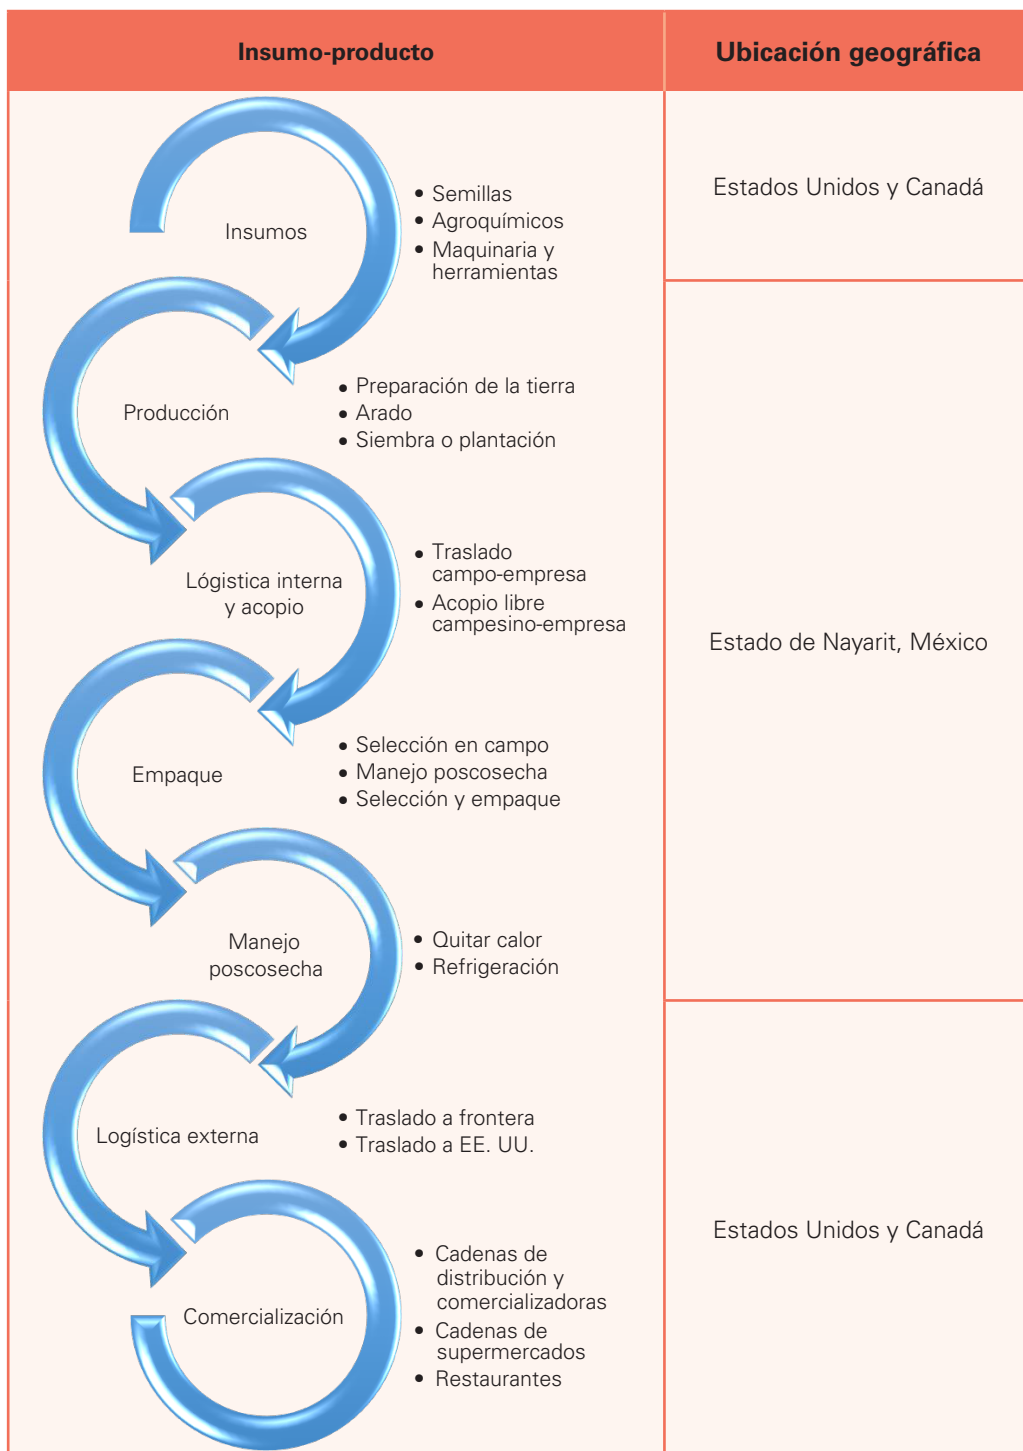 Insumo-producto
Ubicación geográfica
Insumos
• Semillas
• Agroquímicos
• Maquinaria y
herramientas
Estados Unidos y Canadá
Producción
• Preparación de la tierra
• Arado
• Siembra o plantación
Lógistica interna
y acopio
• Traslado
campo-empresa
• Acopio libre
campesino-empresa
Estado de Nayarit, México
Empaque
• Selección en campo
• Manejo poscosecha
• Selección y empaque
Manejo
poscosecha
• Quitar calor
• Refrigeración
Logística externa
• Traslado a frontera
• Traslado a EE. UU.
Estados Unidos y Canadá
Comercialización
• Cadenas de
distribución y
comercializadoras
• Cadenas de
supermercados
• Restaurantes